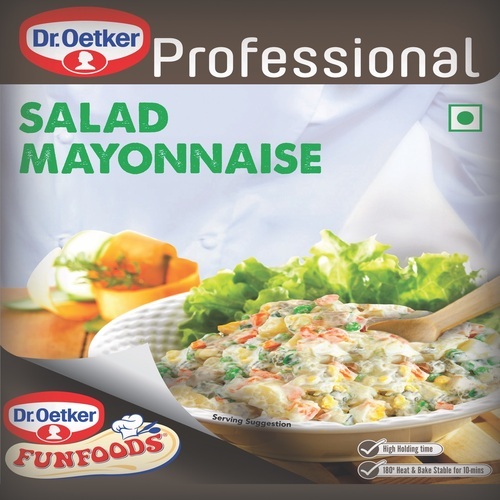 Dr.Oetker
Professional
SALAD
MAYONNAISE
Serving Suggestion
Dr.Oetker
FUNFOODS
High Holding time
180° Heat & Bake Stable for 10-mins